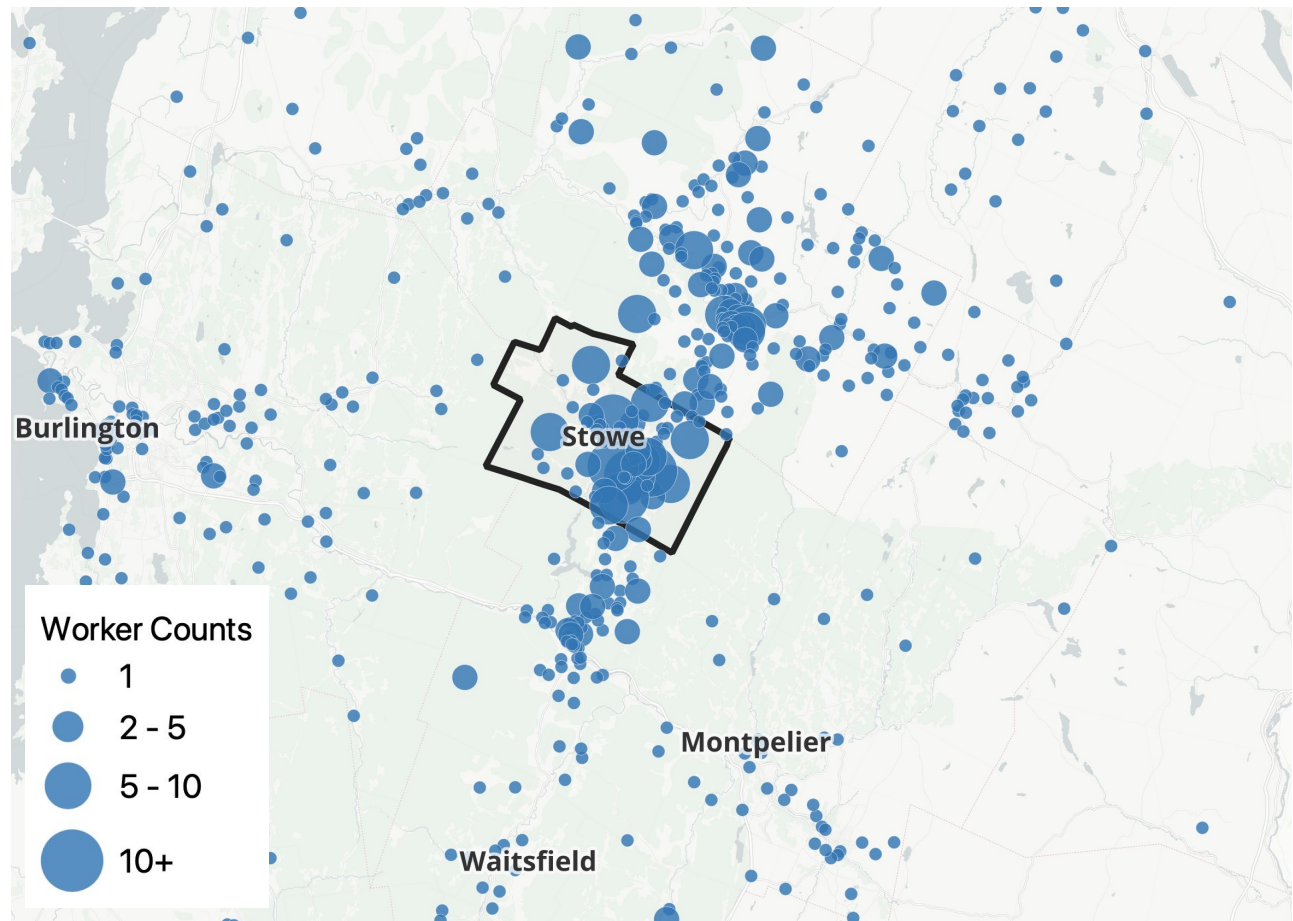 Burlington
Stowe
Worker Counts
1
2 - 5
5 - 10
10+
Montpelier
Waitsfield